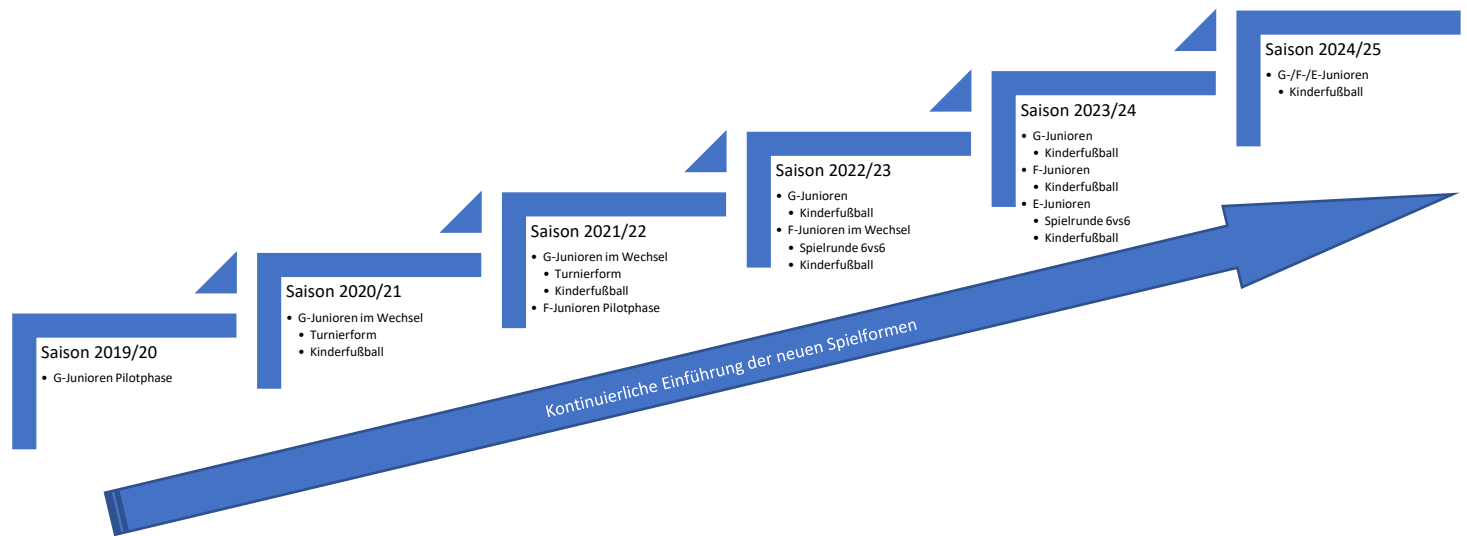 Saison 2019/20
• G-Junioren Pilotphase
Saison 2020/21
• G-Junioren im Wechsel
• Turnierform
• Kinderfußball
Saison 2021/22
• G-Junioren im Wechsel
• Turnierform
• Kinderfußball
• F-Junioren Pilotphase
Saison 2022/23
• G-Junioren
• Kinderfußball
• F-Junioren im Wechsel
• Spielrunde 6vs6
• Kinderfußball
Saison 2023/24
• G-Junioren
• Kinderfußball
• F-Junioren
• Kinderfußball
• E-Junioren
• Spielrunde 6vs6
• Kinderfußball
Saison 2024/25
• G-/F-/E-Junioren
• Kinderfußball
Kontinuierliche Einführung der neuen Spielformen